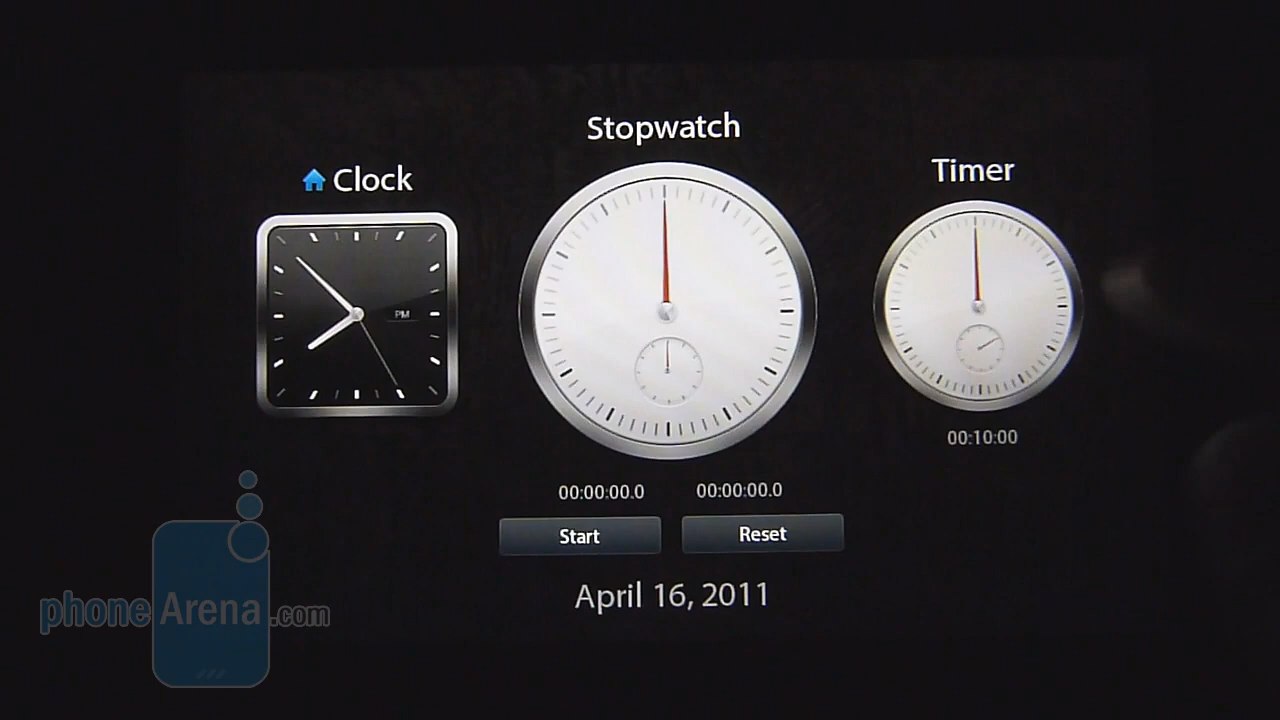 Stopwatch
Clock
Timer
PM
00:10:00
00:00:00.0
00:00:00.0
Start
Reset
April 16, 2011
phoneArena.com